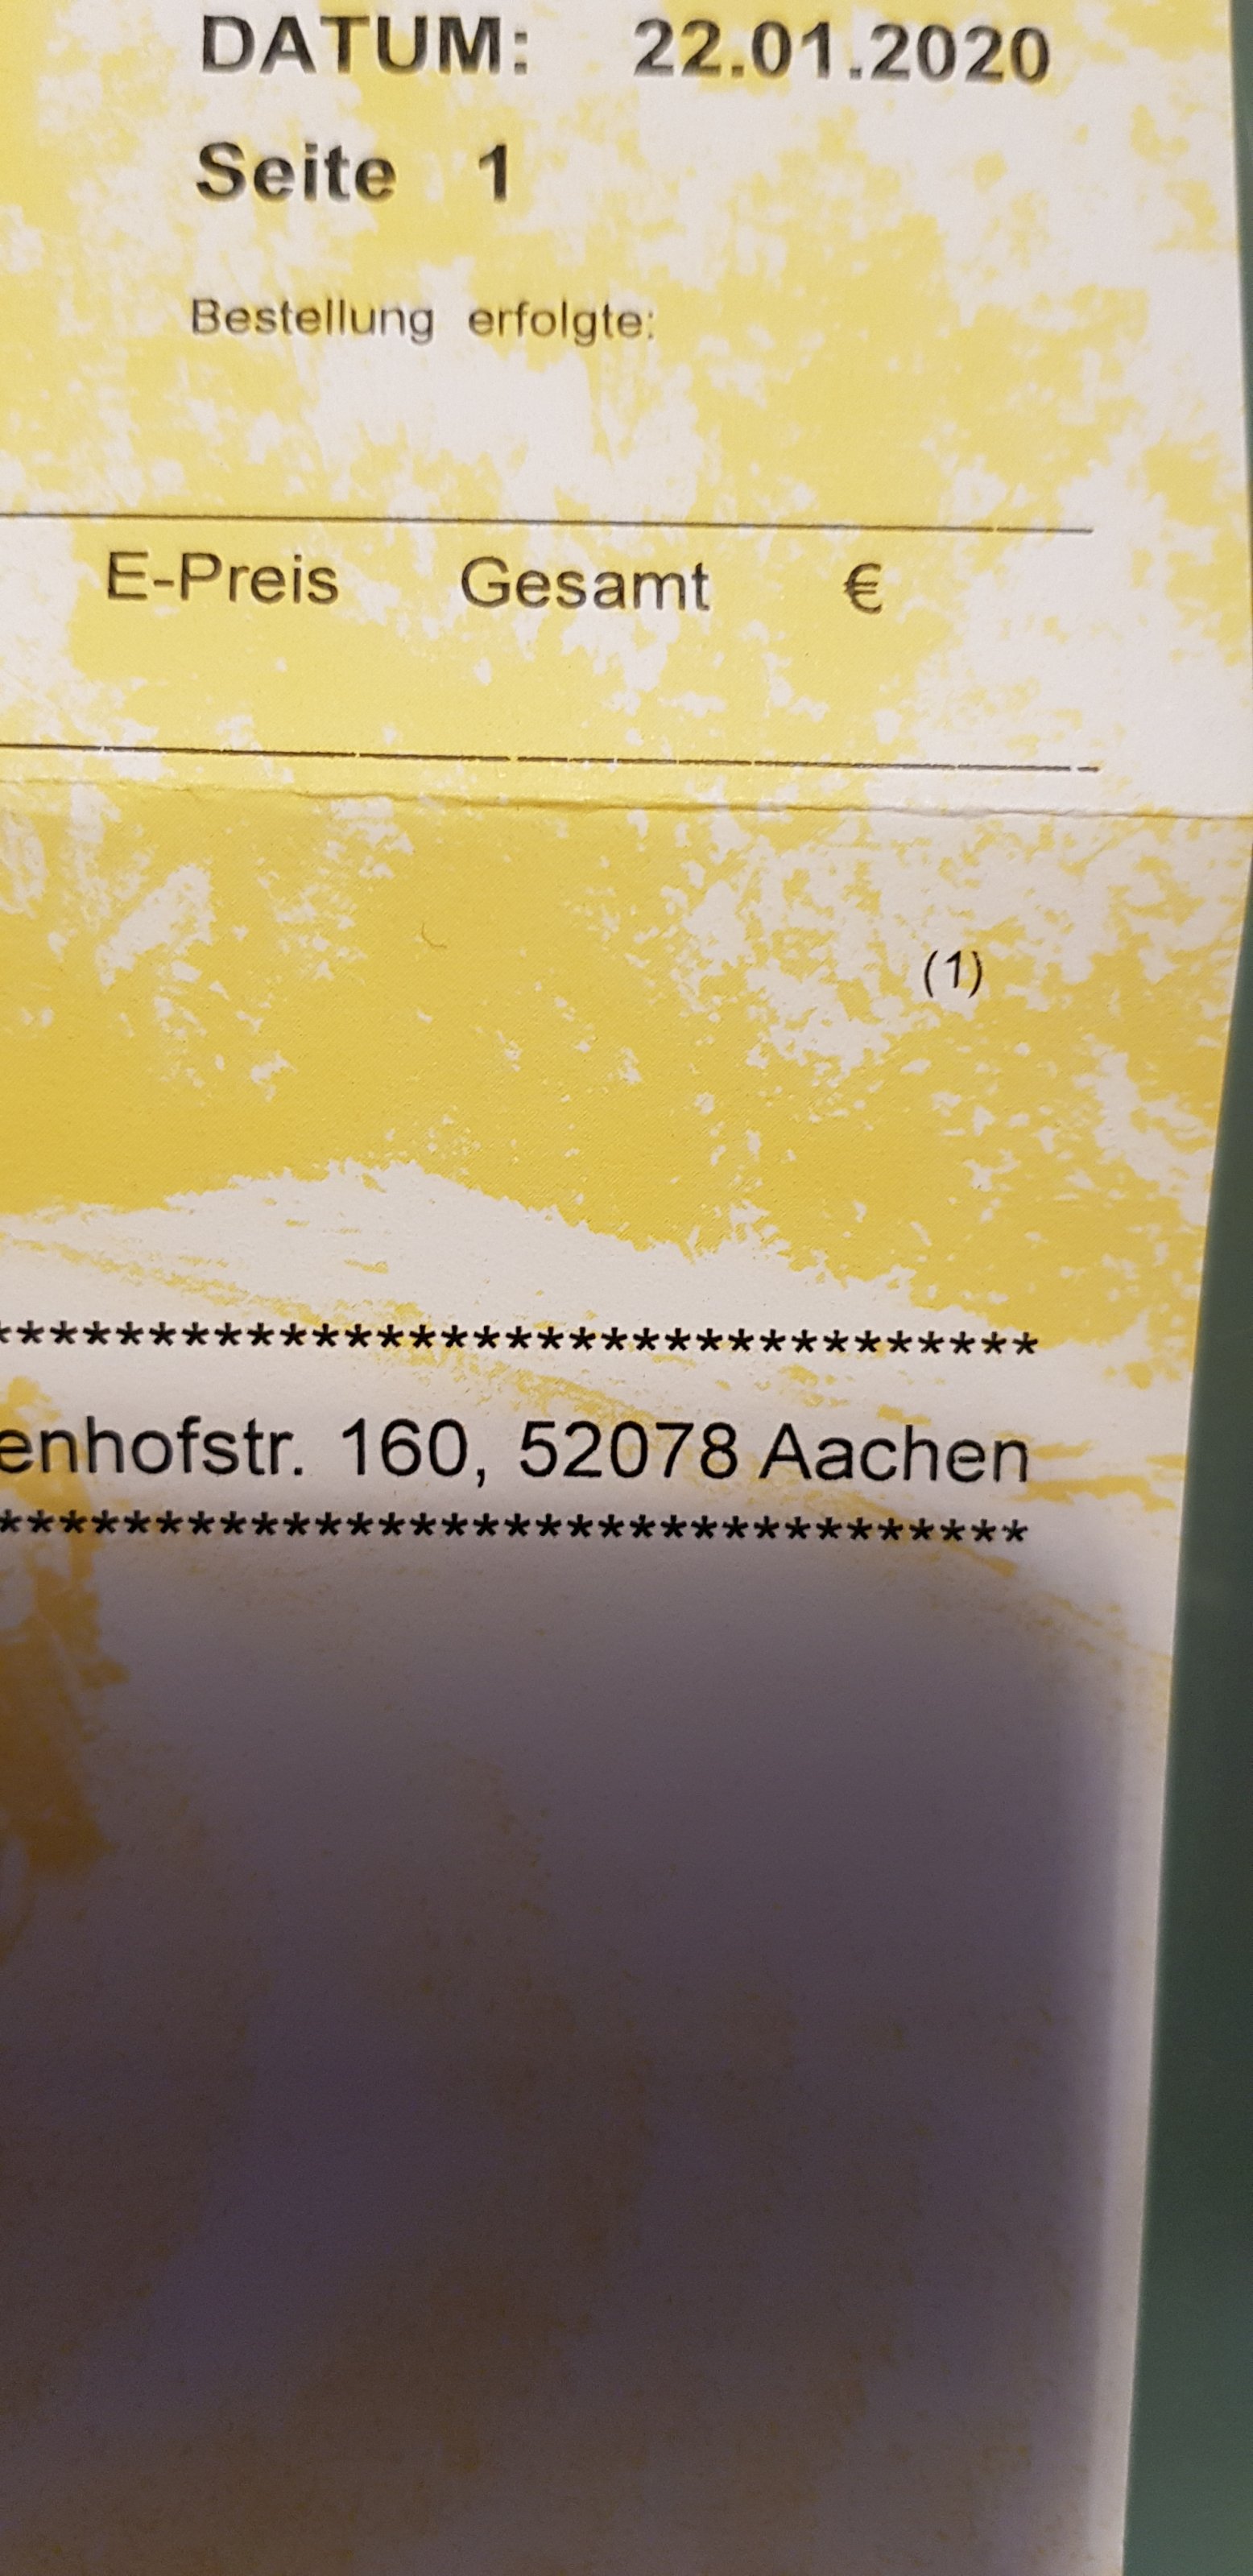 DATUM: 22.01.2020
Seite 1
Bestellung erfolgte:
E-Preis Gesamt €
(1)
*********************************
enhofstr. 160, 52078 Aachen
*********************************